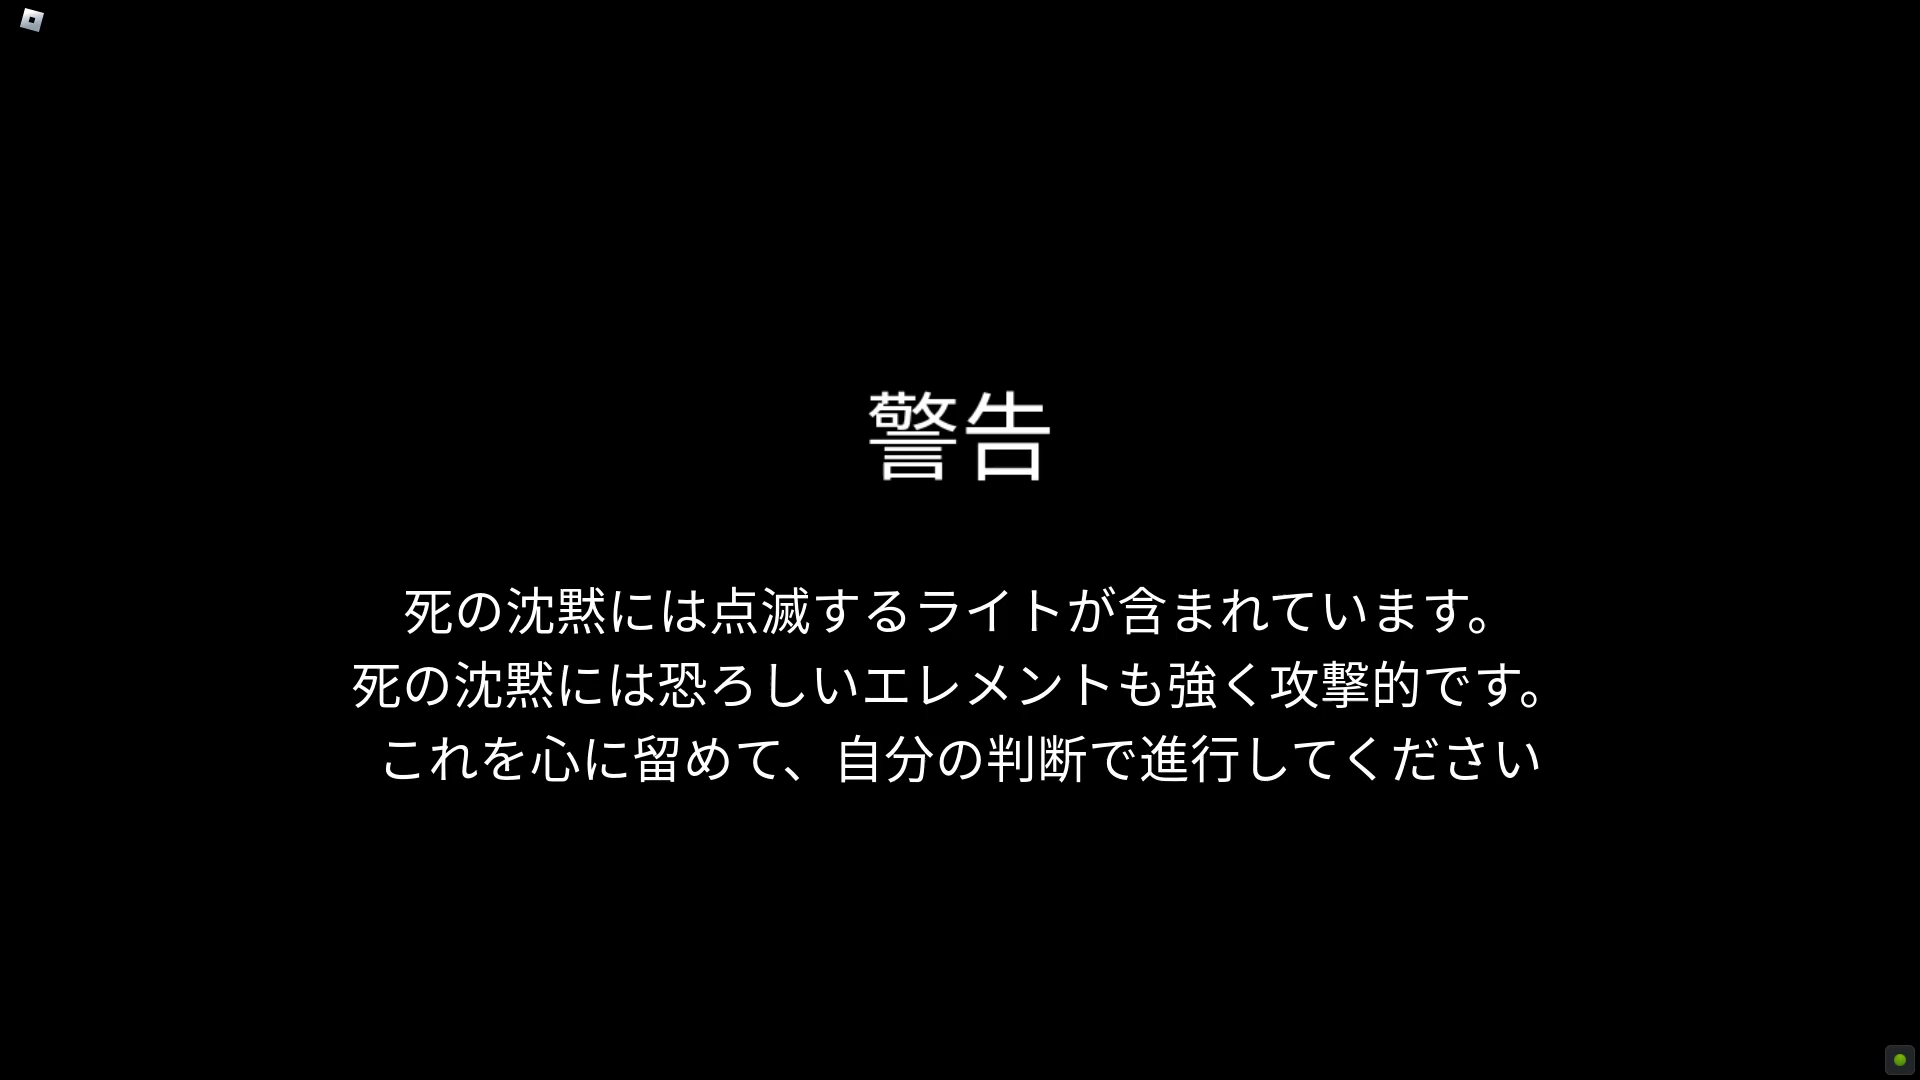 警告
死の沈黙には点滅するライトが含まれています。
死の沈黙には恐ろしいエレメントも強く攻撃的です。
これを心に留めて、自分の判断で進行してください